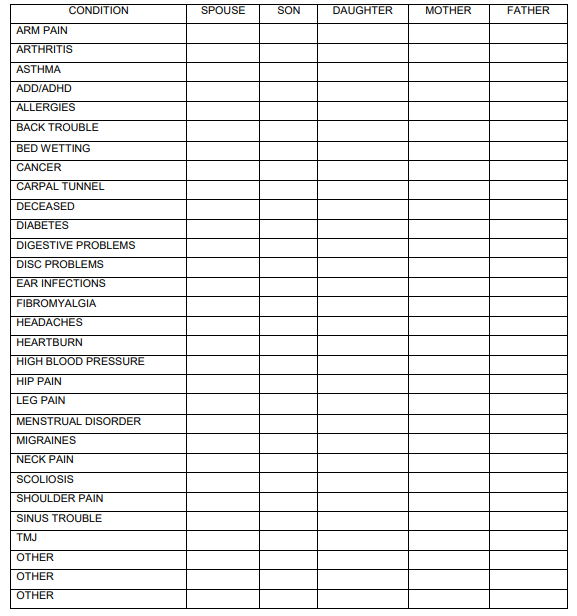 CONDITION SPOUSE SON DAUGHTER MOTHER FATHER
ARM PAIN
ARTHRITIS
ASTHMA
ADD/ADHD
ALLERGIES
BACK TROUBLE
BED WETTING
CANCER
CARPAL TUNNEL
DECEASED
DIABETES
DIGESTIVE PROBLEMS
DISC PROBLEMS
EAR INFECTIONS
FIBROMYALGIA
HEADACHES
HEARTBURN
HIGH BLOOD PRESSURE
HIP PAIN
LEG PAIN
MENSTRUAL DISORDER
MIGRAINES
NECK PAIN
SCOLIOSIS
SHOULDER PAIN
SINUS TROUBLE
TMJ
OTHER
OTHER
OTHER